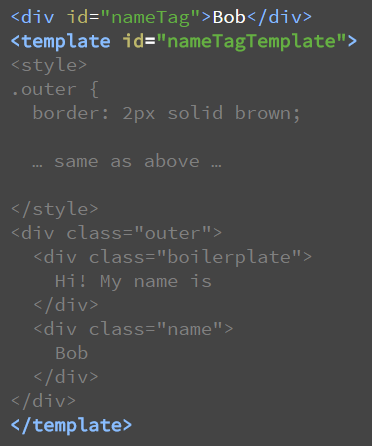 <div id="nameTag">Bob</div>
<template id="nameTagTemplate">
<style>
.outer {
  border: 2px solid brown;

  … same as above …

</style>
<div class="outer">
  <div class="boilerplate">
    Hi! My name is
  </div>
  <div class="name">
    Bob
  </div>
</div>
</template>